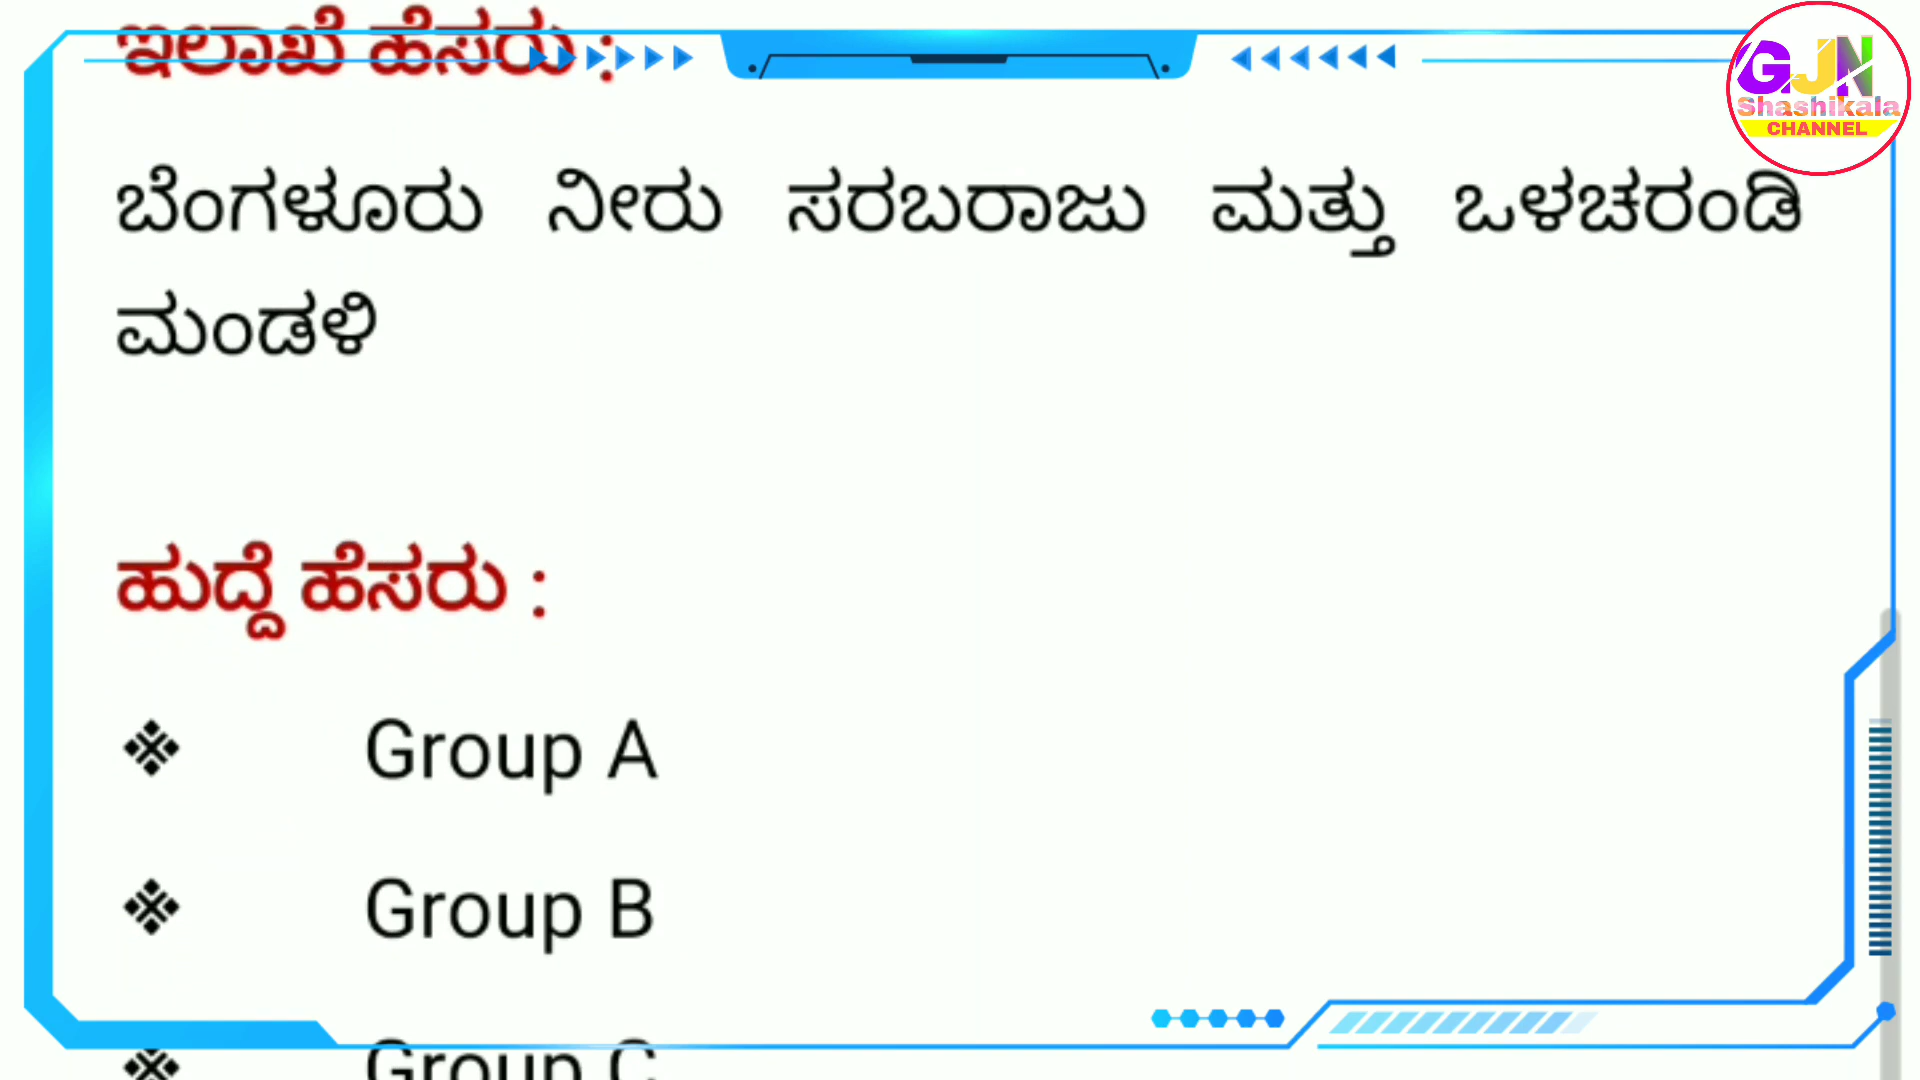 ಇಲಾಖೆ ಹೆಸರು :
GJN
Shashikala
CHANNEL
ಬೆಂಗಳೂರು ನೀರು ಸರಬರಾಜು ಮತ್ತು ಒಳಚರಂಡಿ
ಮಂಡಳಿ
ಹುದ್ದೆ ಹೆಸರು :
❖ Group A
❖ Group B
❖ Group C